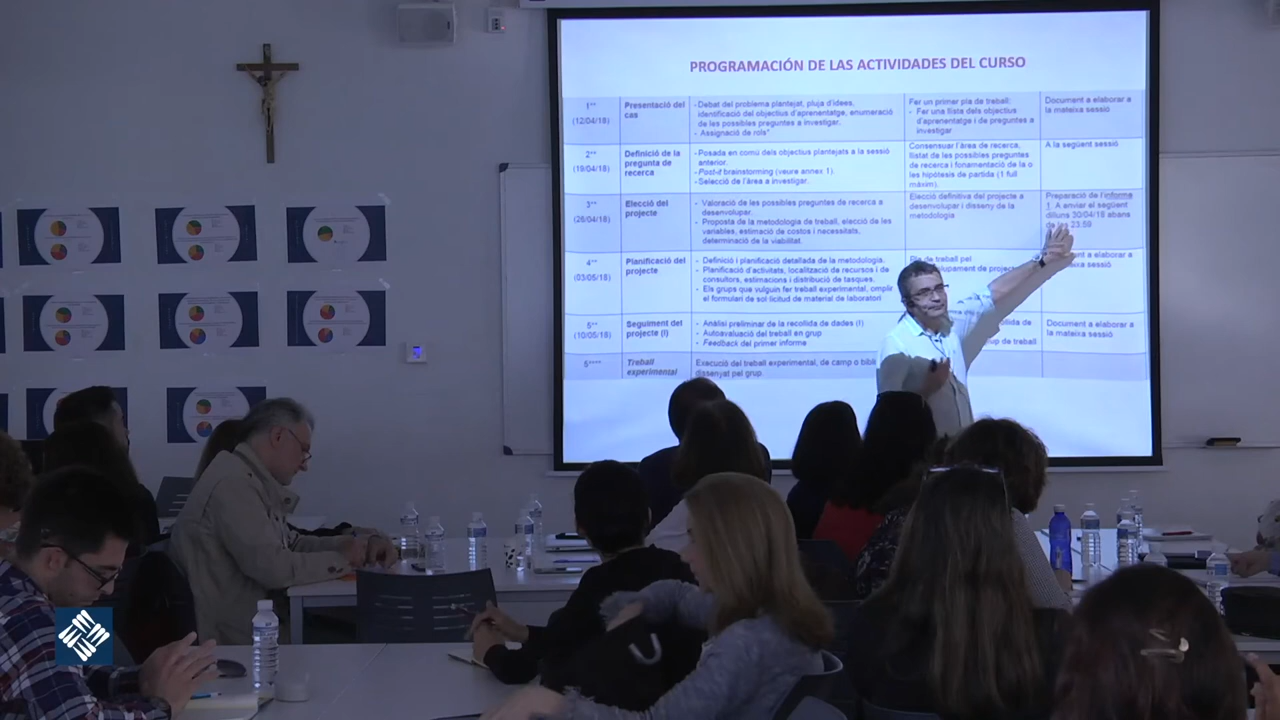 PROGRAMACIÓN DE LAS ACTIVIDADES DEL CURSO
1**
(12/04/18)
Presentació del
cas
- Debat del problema plantejat, pluja d'idees,
identificació del objectius d'aprenentatge, enumeració
de les possibles preguntes a investigar.
- Assignació de rols*
Fer un primer pla de treball:
- Fer una llista dels objectius
d'aprenentatge i de preguntes a
investigar
Document a elaborar a
la mateixa sessió
2**
(19/04/18)
Definició de la
pregunta de
recerca
- Posada en comú dels objectius plantejats a la sessió
anterior.
- Post-it brainstorming (veure annex 1).
- Selecció de l'àrea a investigar.
Consensuar l'àrea de recerca,
llistat de les possibles preguntes
de recerca i fonamentació de la o
les hipòtesis de partida (1 full
màxim).
A la següent sessió
3**
(26/04/18)
Elecció del
projecte
- Valoración de les possibles preguntes de recerca a
desenvolupar.
- Proposta de la metodologia de treball, elecció de les
variables, estimació de costos i necessitats,
determinació de la viabilitat.
Elecció definitiva del projecte a
desenvolupar i disseny de la
metodologia
Preparació de l'informe
1. A enviar el següent
dilluns 30/04/18 abans
de les 23:59
4**
(03/05/18)
Planificació del
projecte
- Definició i planificació detallada de la metodologia.
- Planificació d'activitats, localització de recursos i de
consultors, estimacions i distribució de tasques.
- Els grups que vulguin fer treball experimental, omplir
el formulari de sol·licitud de material de laboratori
Pla de treball pel
a elaborar a
sessió
5**
(10/05/18)
Seguiment del
projecte (I)
- Anàlisi preliminar de la recollida de dades (I)
- Autoavaluació del treball en grup
- Feedback del primer informe
de treball
Document a elaborar a
la mateixa sessió
Treball
experimental
Execució del treball experimental, de camp o
dissenyat pel grup.